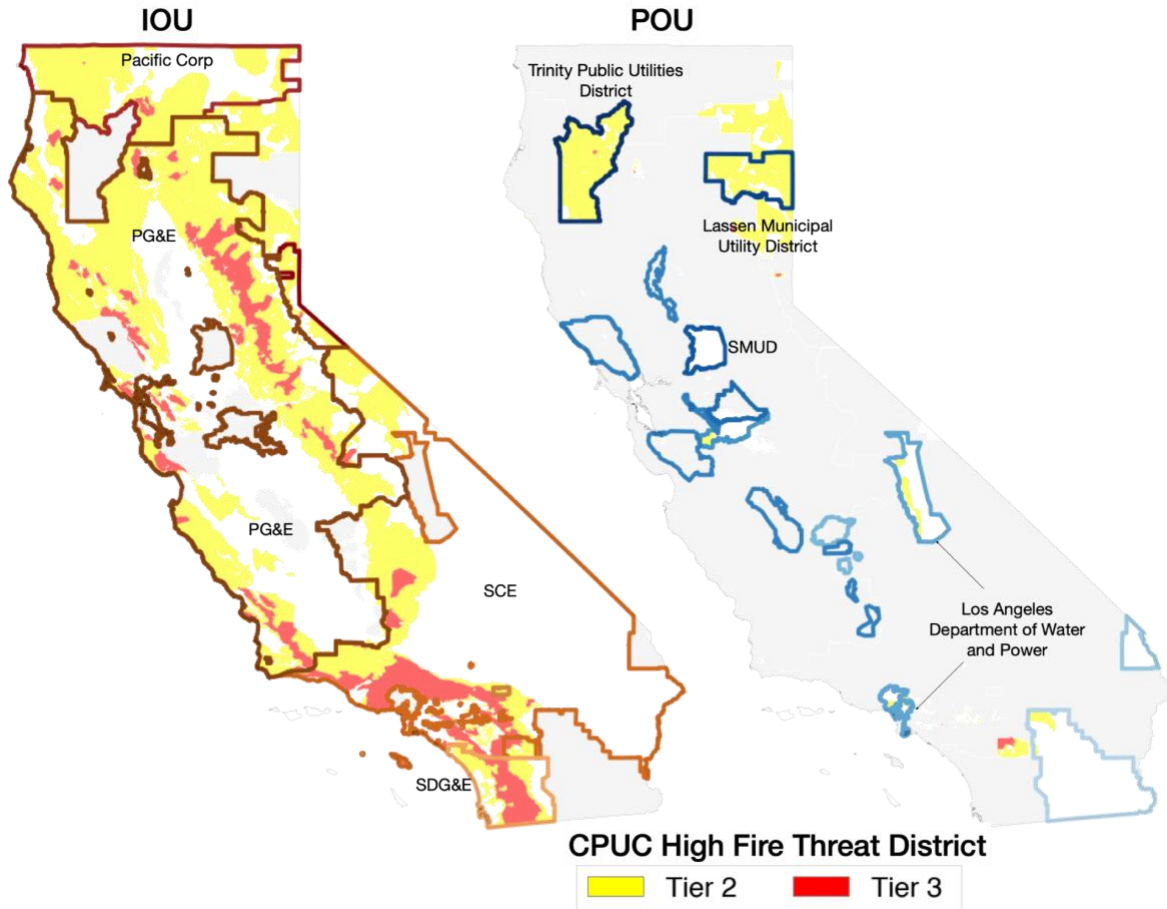 IOU
POU
Pacific Corp
Trinity Public Utilities
District
PG&E
Lassen Municipal
Utility District
SMUD
PG&E
SCE
Los Angeles
Department of Water
and Power
SDG&E
CPUC High Fire Threat District
Tier 2
Tier 3